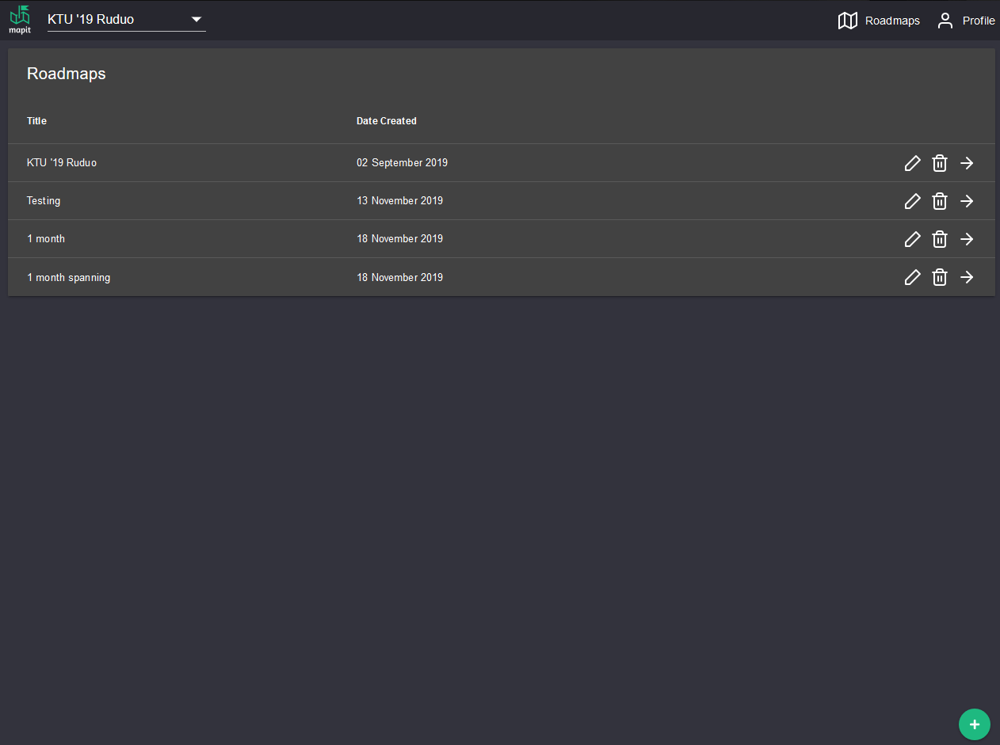 KTU '19 Ruduo
Roadmaps
Profile
mapit
Roadmaps
Title
Date Created
KTU '19 Ruduo
02 September 2019
Testing
13 November 2019
1 month
18 November 2019
1 month spanning
18 November 2019